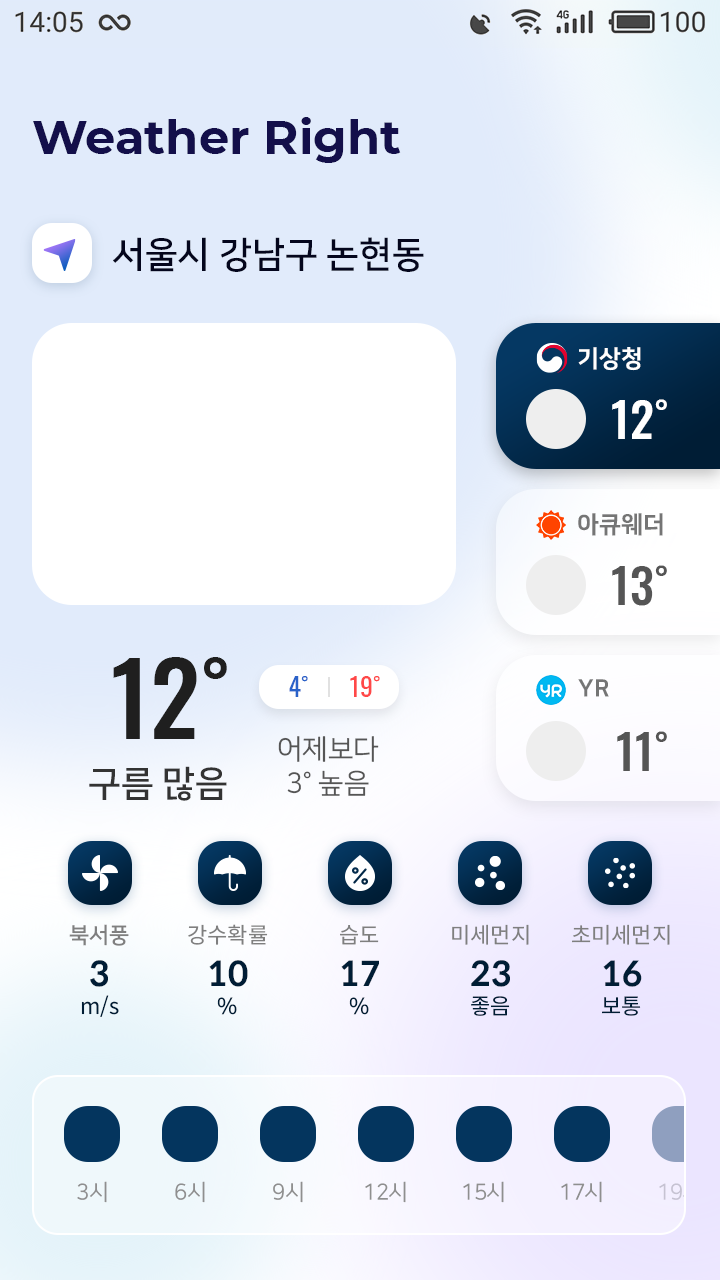 14:05
4G
100
Weather Right
서울시 강남구 논현동
기상청
12°
아큐웨더
13°
YR
YR
11°
12°
4° | 19°
구름 많음
어제보다
3° 높음
북서풍 강수확률 습도 미세먼지 초미세먼지
3 10 17 23 16
m/s % % 좋음 보통
3시 6시 9시 12시 15시 17시 19